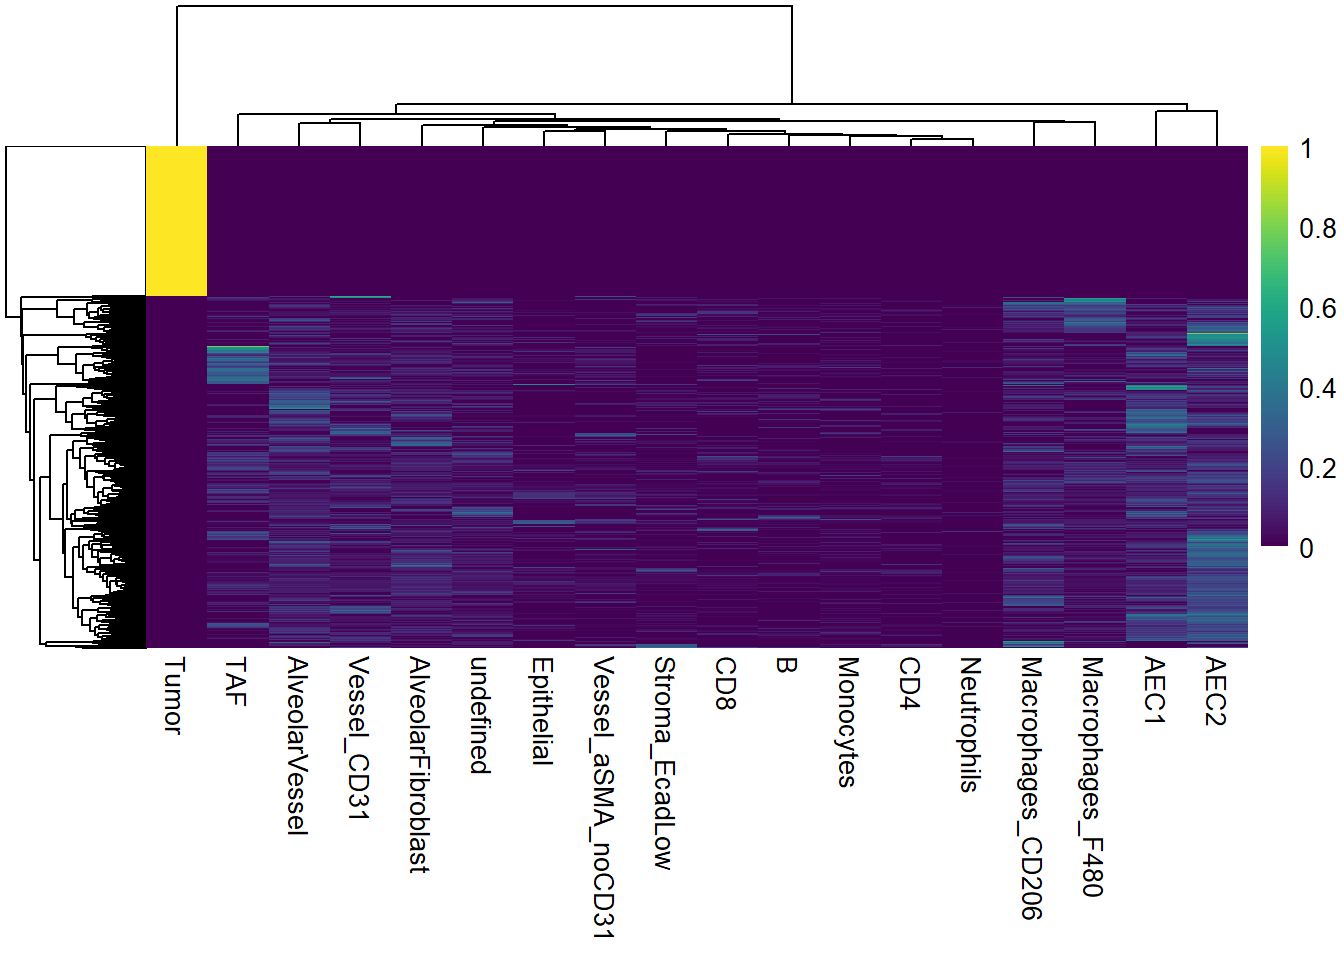 1
0.8
0.6
0.4
0.2
0
Tumor
TAF
AlveolarVessel
Vessel_CD31
AlveolarFibroblast
undefined
Epithelial
Vessel_aSMA_noCD31
Stroma_EcadLow
CD8
B
Monocytes
CD4
Neutrophils
Macrophages_CD206
Macrophages_F480
AEC1
AEC2